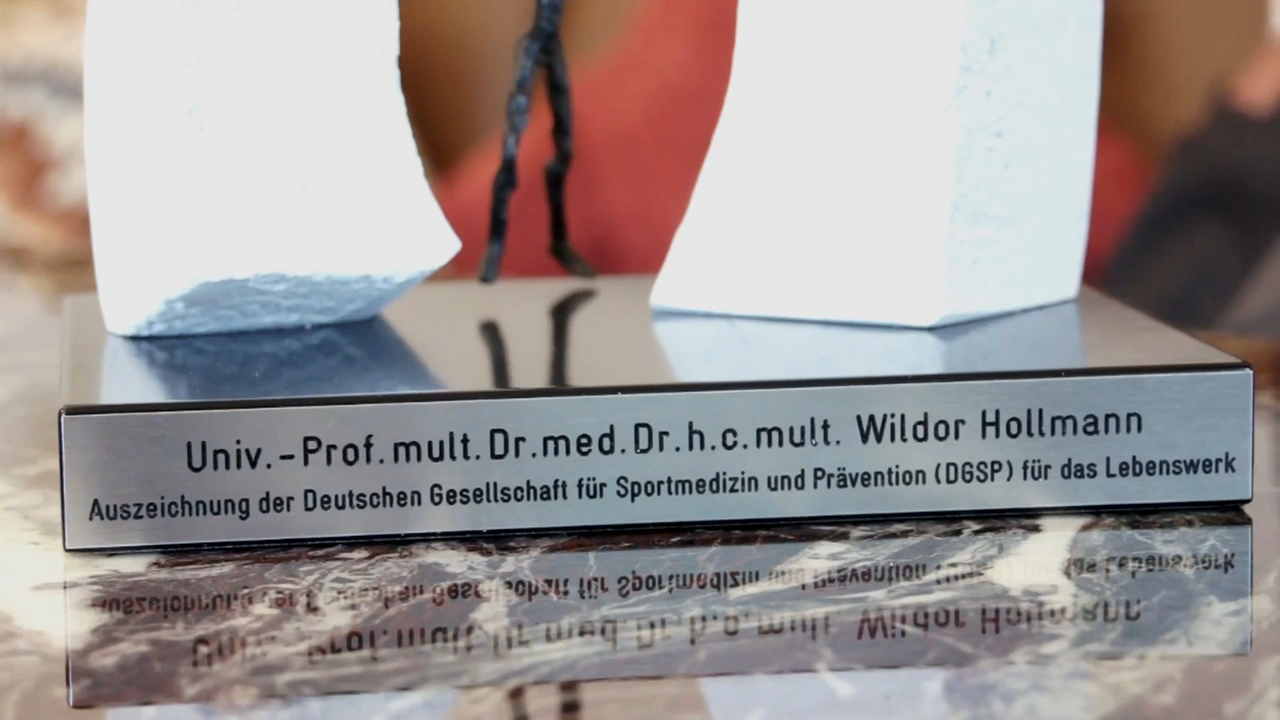 Univ.-Prof.mult.Dr.med.Dr.h.c.mult. Wildor Hollmann
Auszeichnung der Deutschen Gesellschaft für Sportmedizin und Prävention (DGSP) für das Lebenswerk